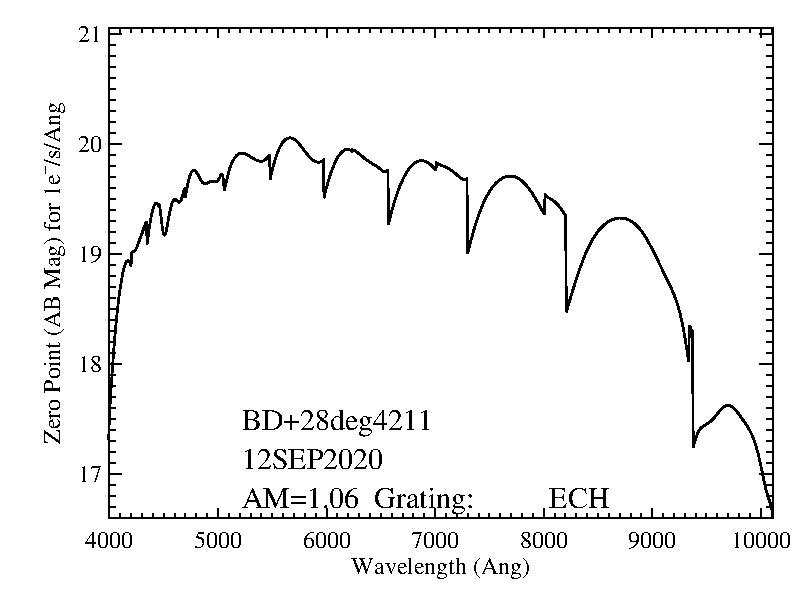 21
20
19
18
17
Zero Point (AB Mag) for 1e⁻/s/Ang
BD+28deg4211
12SEP2020
AM=1.06 Grating: ECH
4000 5000 6000 7000 8000 9000 10000
Wavelength (Ang)